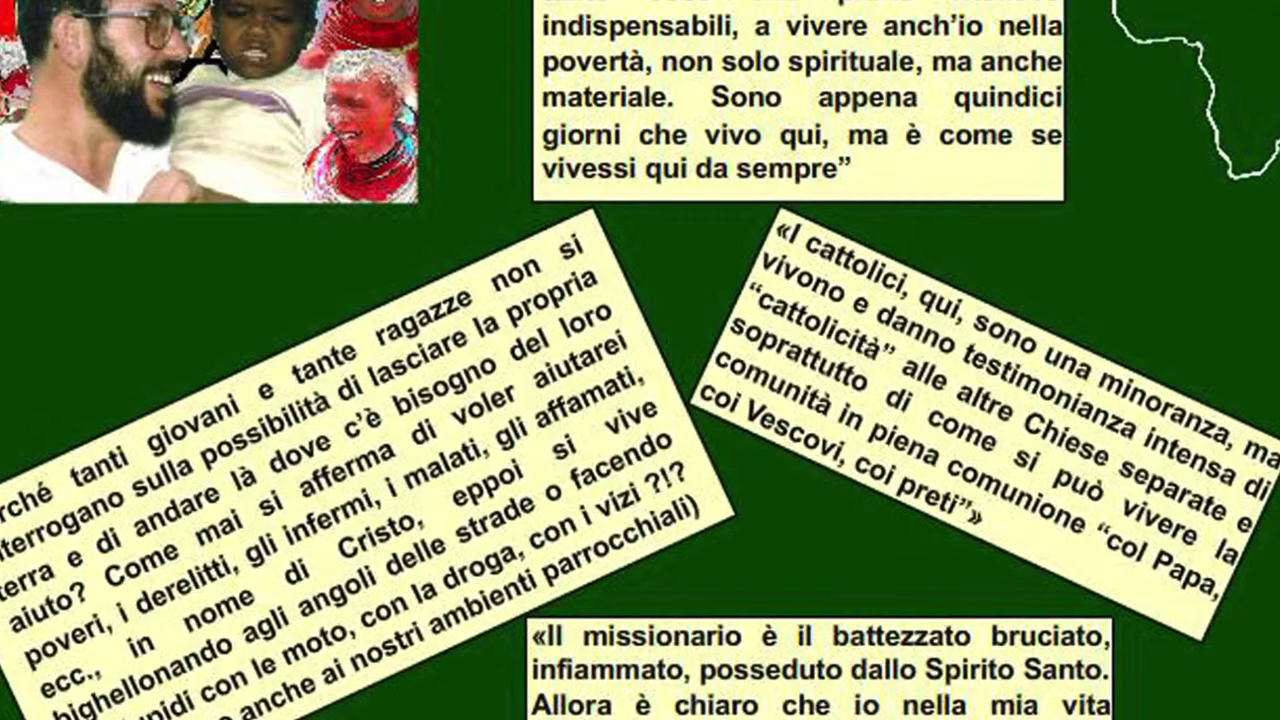 indispensabili, a vivere anch'io nella
povertà, non solo spirituale, ma anche
materiale. Sono appena quindici
giorni che vivo qui, ma è come se
vivessi qui da sempre”
tanti giovani e tante ragazze non si
sulla possibilità di lasciare la propria
terra e di andare là dove c'è bisogno del loro
aiuto? Come mai si afferma di voler aiutarei
poveri, i derelitti, gli infermi, i malati, gli affamati,
ecc., in nome di Cristo, eppoi si vive
bighellonando agli angoli delle strade o facendo
con le moto, con la droga, con i vizi ?!?
anche ai nostri ambienti parrocchiali)
«I cattolici, qui, sono una minoranza, ma
vivono e danno testimonianza intensa di
“cattolicità” alle altre Chiese separate e
soprattutto di come si può vivere la
comunità in piena comunione “col Papa,
coi Vescovi, coi preti”»
«Il missionario è il battezzato bruciato,
infiammato, posseduto dallo Spirito Santo.
Allora è chiaro che io nella mia vita